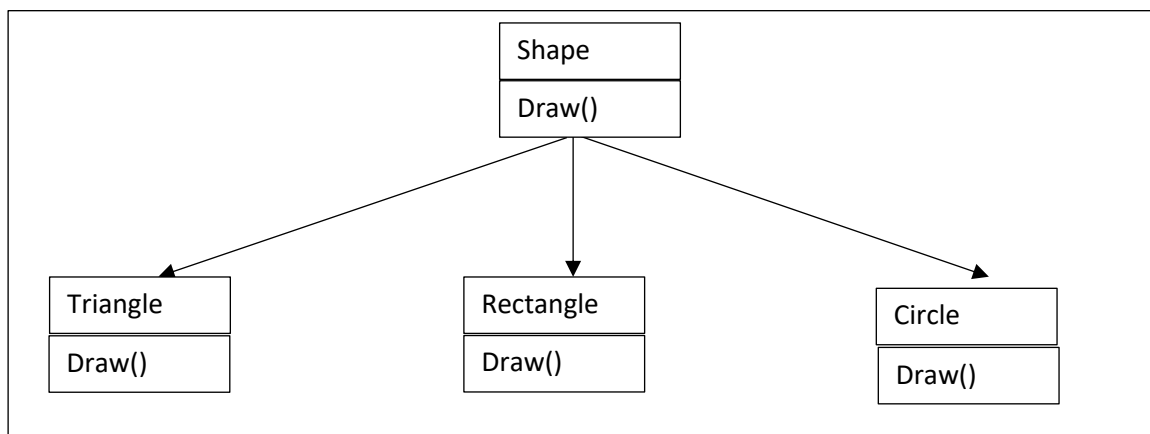 Shape
Draw()
Triangle
Draw()
Rectangle
Draw()
Circle
Draw()